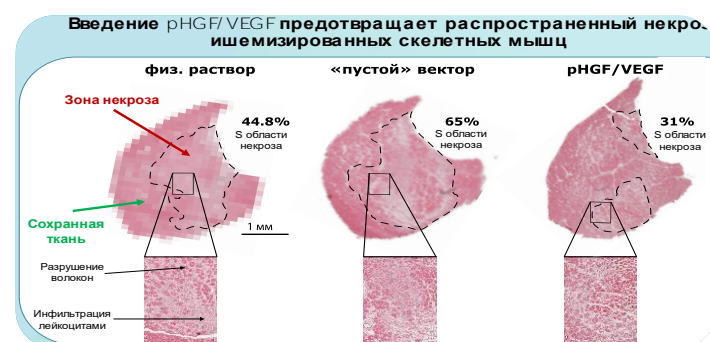 Введение pHGF/VEGF предотвращает распространенный некроз
ишемизированных скелетных мышц
физ. раствор
«пустой» вектор
pHGF/VEGF
Зона некроза
44.8%
S области
некроза
65%
S области
некроза
31%
S области
некроза
Сохранная
ткань
1 мм
Разрушение
волокон
Инфильтрация
лейкоцитами